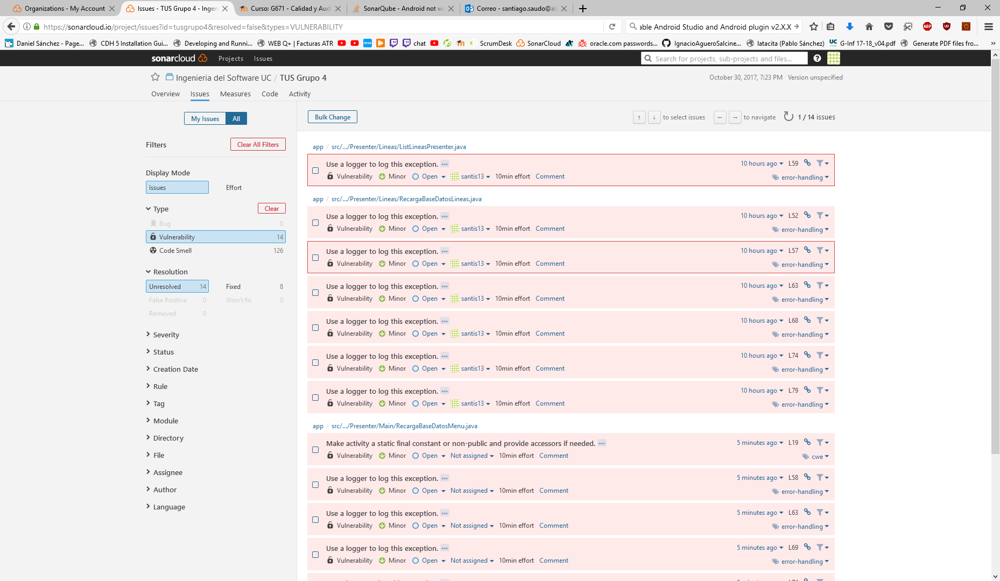 Organizations - My Account
Issues - TUS Grupo 4 - Ingen
Curso: G671 - Calidad y Aud
SonarQube - Android not w
Correo - santiago.saudo@al
https://sonarcloud.io/project/issues?id=tusgrupo4&resolved=false&types=VULNERABILITY
able Android Studio and Android plugin v2.X.X
Daniel Sánchez - Page...
CDH 5 Installation Gui...
Developing and Runni...
WEB Q+ | Facturas ATR
chat
ScrumDesk
SonarCloud
oracle.com passwords...
IgnacioAgueroSalcine...
latacita (Pablo Sánchez)
G-Inf 17-18_v04.pdf
Generate PDF files fro...
sonarcloud
Projects
Issues
Search for projects, sub-projects and files...
Ingenieria del Software UC / TUS Grupo 4
October 30, 2017, 7:23 PM Version unspecified
Overview Issues Measures Code Activity
My Issues All
Bulk Change
↑ ↓ to select issues ← → to navigate 1 / 14 issues
Filters
Clear All Filters
Display Mode
Issues Effort
Type
Clear
Bug 0
Vulnerability 14
Code Smell 126
Resolution
Unresolved 14 Fixed 8
False Positive 0 Won't fix 0
Removed 0
Severity
Status
Creation Date
Rule
Tag
Module
Directory
File
Assignee
Author
Language
app / src/.../Presenter/Lineas/ListLineasPresenter.java
Use a logger to log this exception. 10 hours ago L59
Vulnerability Minor Open santis13 10min effort Comment error-handling
app / src/.../Presenter/Lineas/RecargaBaseDatosLineas.java
Use a logger to log this exception. 10 hours ago L52
Vulnerability Minor Open santis13 10min effort Comment error-handling
Use a logger to log this exception. 10 hours ago L57
Vulnerability Minor Open santis13 10min effort Comment error-handling
Use a logger to log this exception. 10 hours ago L63
Vulnerability Minor Open santis13 10min effort Comment error-handling
Use a logger to log this exception. 10 hours ago L68
Vulnerability Minor Open santis13 10min effort Comment error-handling
Use a logger to log this exception. 10 hours ago L74
Vulnerability Minor Open santis13 10min effort Comment error-handling
Use a logger to log this exception. 10 hours ago L79
Vulnerability Minor Open santis13 10min effort Comment error-handling
app / src/.../Presenter/Main/RecargaBaseDatosMenu.java
Make activity a static final constant or non-public and provide accessors if needed. 5 minutes ago L19
Vulnerability Minor Open Not assigned 10min effort Comment cwe
Use a logger to log this exception. 5 minutes ago L58
Vulnerability Minor Open Not assigned 10min effort Comment error-handling
Use a logger to log this exception. 5 minutes ago L63
Vulnerability Minor Open Not assigned 10min effort Comment error-handling
Use a logger to log this exception. 5 minutes ago L69
Vulnerability Minor Open Not assigned 10min effort Comment error-handling